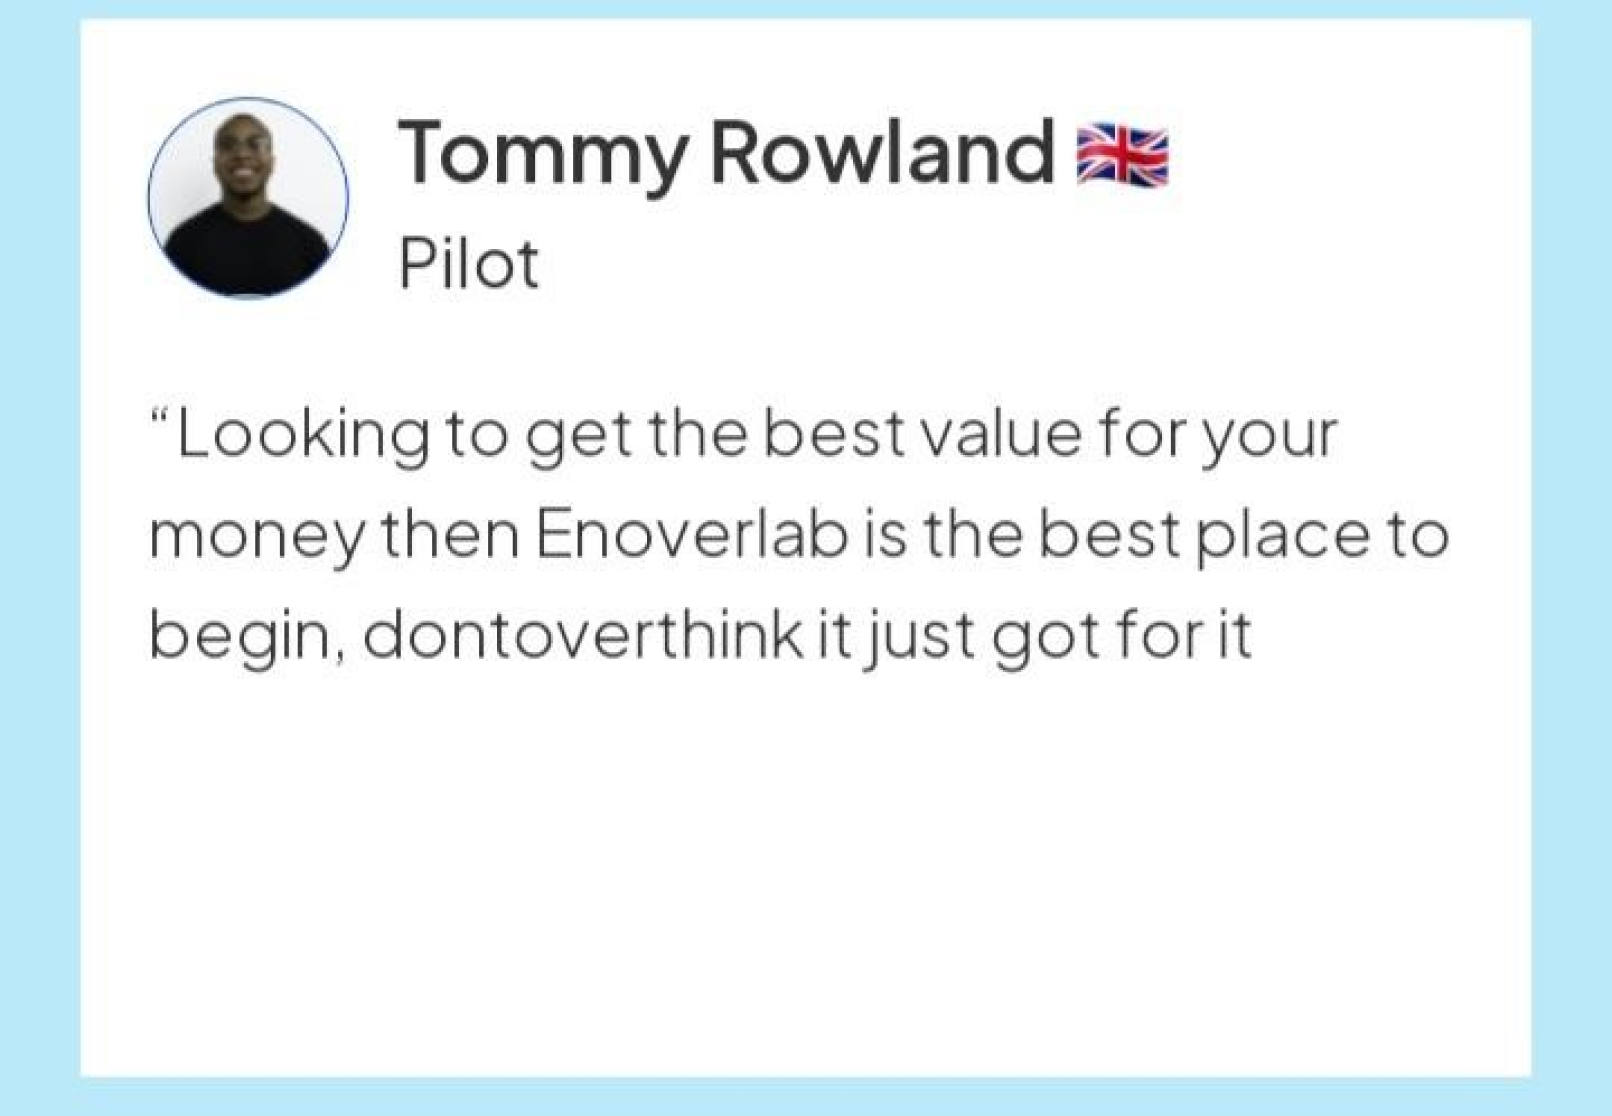 Tommy Rowland 🇬🇧
Pilot
“Looking to get the best value for your
money then Enoverlab is the best place to
begin, dontoverthink it just got for it